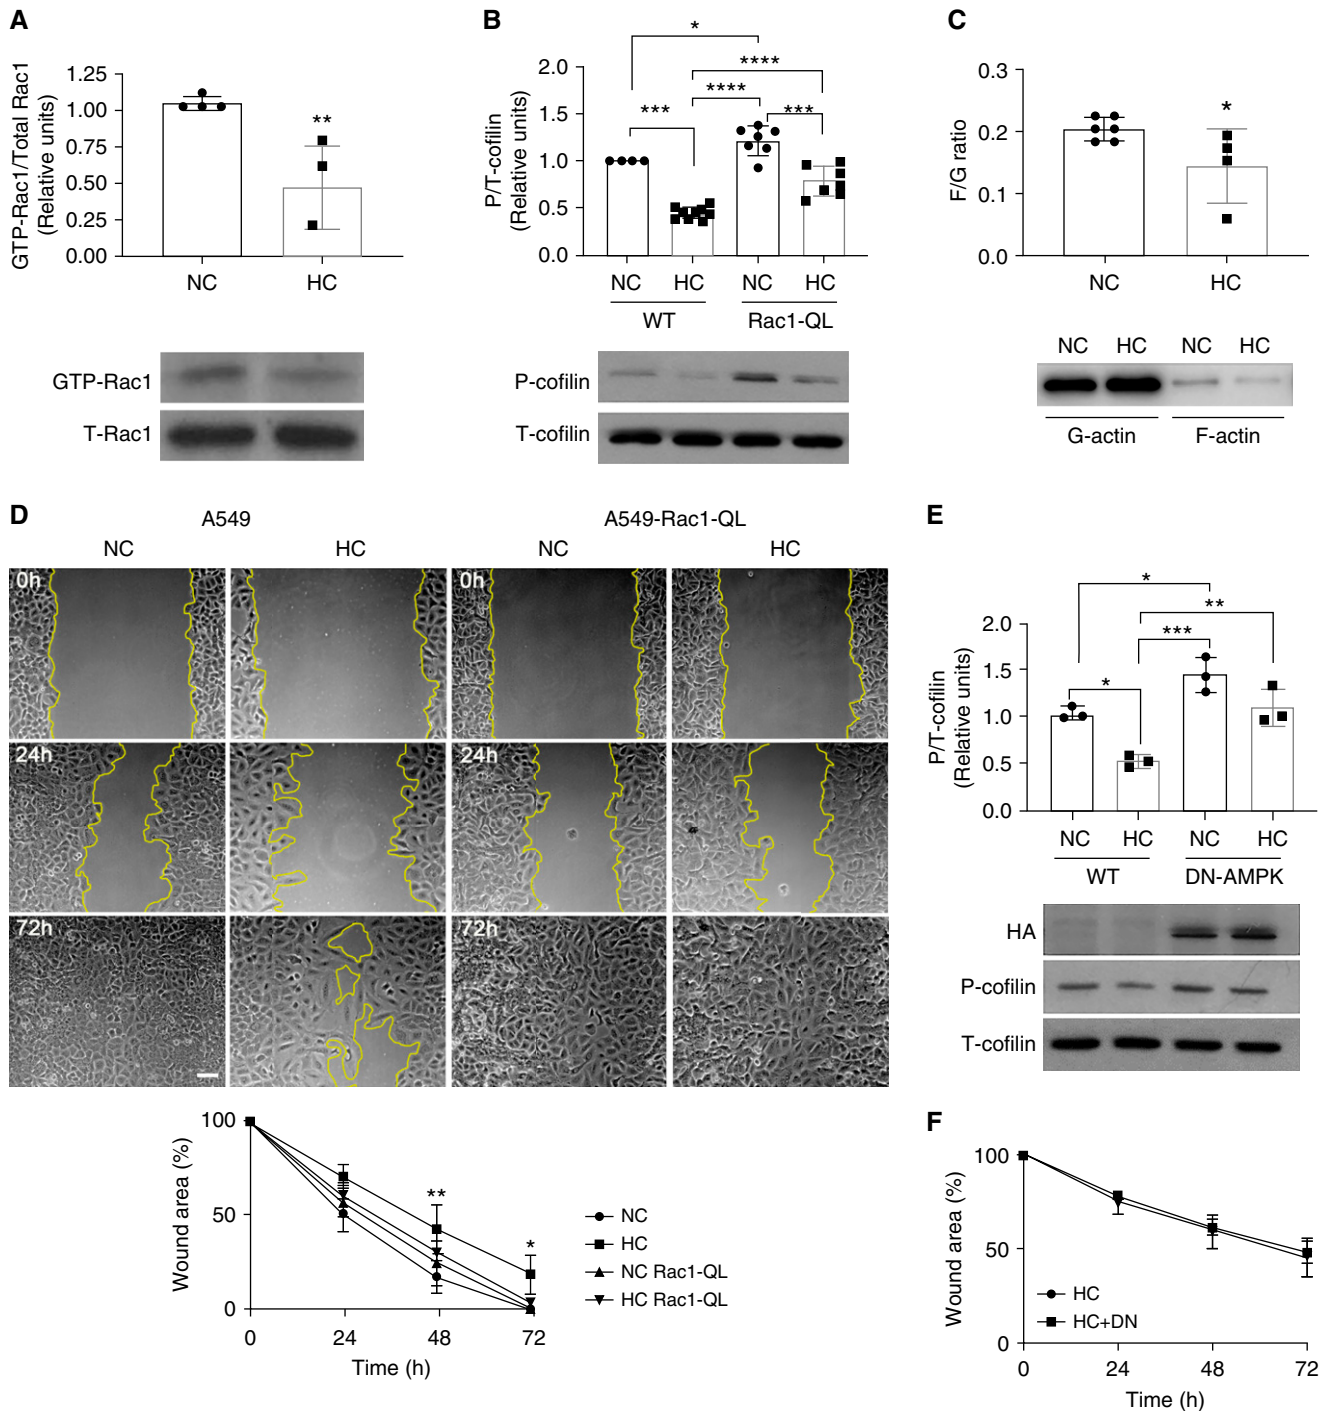 A
GTP-Rac1/Total Rac1
(Relative units)
1.25
1.00
0.75
0.50
0.25
0.00
**
NC HC
GTP-Rac1
T-Rac1
B
P/T-cofilin
(Relative units)
2.0
1.5
1.0
0.5
0.0
*
****
*** **** ***
NC HC NC HC
WT Rac1-QL
P-cofilin
T-cofilin
C
F/G ratio
0.3
0.2
0.1
0.0
*
NC HC
NC HC NC HC
G-actin F-actin
D
A549 A549-Rac1-QL
NC HC NC HC
0h 0h
24h 24h
72h 72h
Wound area (%)
100
50
0
**
*
0 24 48 72
Time (h)
NC
HC
NC Rac1-QL
HC Rac1-QL
E
P/T-cofilin
(Relative units)
2.0
1.5
1.0
0.5
0.0
*
**
***
*
NC HC NC HC
WT DN-AMPK
HA
P-cofilin
T-cofilin
F
Wound area (%)
100
50
0
HC
HC+DN
0 24 48 72
Time (h)